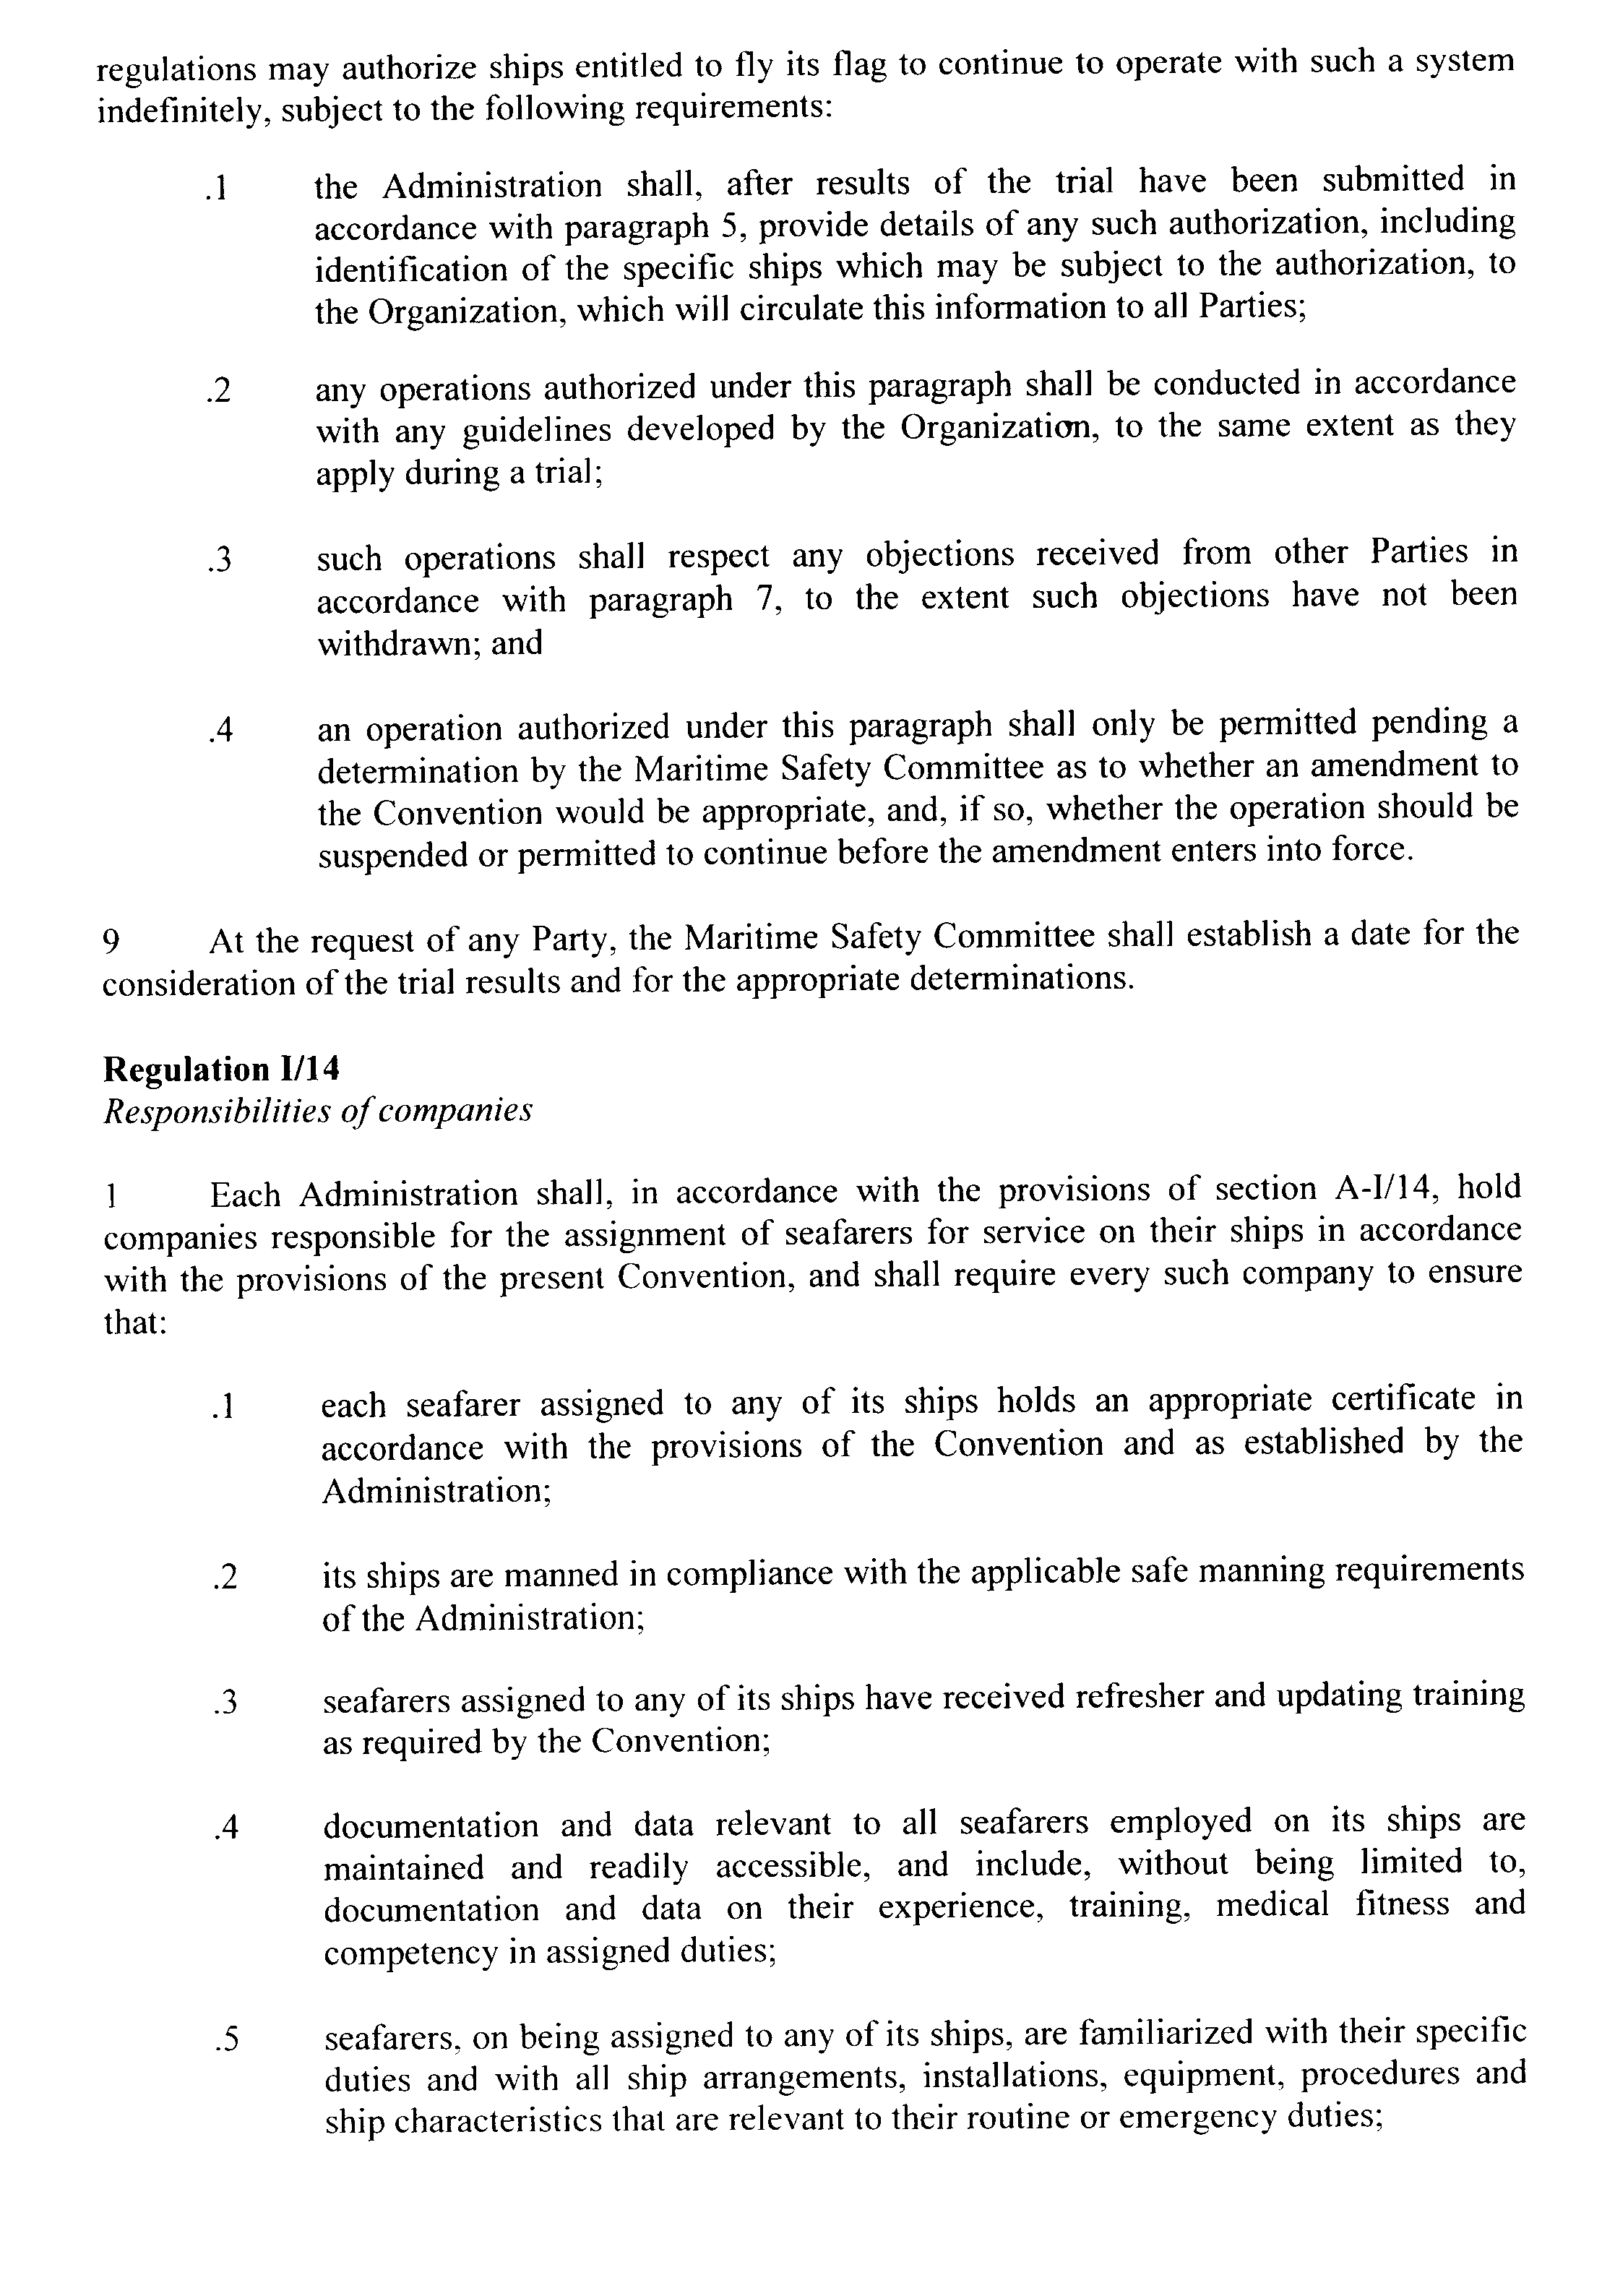 regulations may authorize ships entitled to fly its flag to continue to operate with such a system
indefinitely, subject to the following requirements:
.1 the Administration shall, after results of the trial have been submitted in
accordance with paragraph 5, provide details of any such authorization, including
identification of the specific ships which may be subject to the authorization, to
the Organization, which will circulate this information to all Parties;
.2 any operations authorized under this paragraph shall be conducted in accordance
with any guidelines developed by the Organization, to the same extent as they
apply during a trial;
.3 such operations shall respect any objections received from other Parties in
accordance with paragraph 7, to the extent such objections have not been
withdrawn; and
.4 an operation authorized under this paragraph shall only be permitted pending a
determination by the Maritime Safety Committee as to whether an amendment to
the Convention would be appropriate, and, if so, whether the operation should be
suspended or permitted to continue before the amendment enters into force.
9 At the request of any Party, the Maritime Safety Committee shall establish a date for the
consideration of the trial results and for the appropriate determinations.
Regulation I/14
Responsibilities of companies
1 Each Administration shall, in accordance with the provisions of section A-I/14, hold
companies responsible for the assignment of seafarers for service on their ships in accordance
with the provisions of the present Convention, and shall require every such company to ensure
that:
.1 each seafarer assigned to any of its ships holds an appropriate certificate in
accordance with the provisions of the Convention and as established by the
Administration;
.2 its ships are manned in compliance with the applicable safe manning requirements
of the Administration;
.3 seafarers assigned to any of its ships have received refresher and updating training
as required by the Convention;
.4 documentation and data relevant to all seafarers employed on its ships are
maintained and readily accessible, and include, without being limited to,
documentation and data on their experience, training, medical fitness and
competency in assigned duties;
.5 seafarers, on being assigned to any of its ships, are familiarized with their specific
duties and with all ship arrangements, installations, equipment, procedures and
ship characteristics that are relevant to their routine or emergency duties;